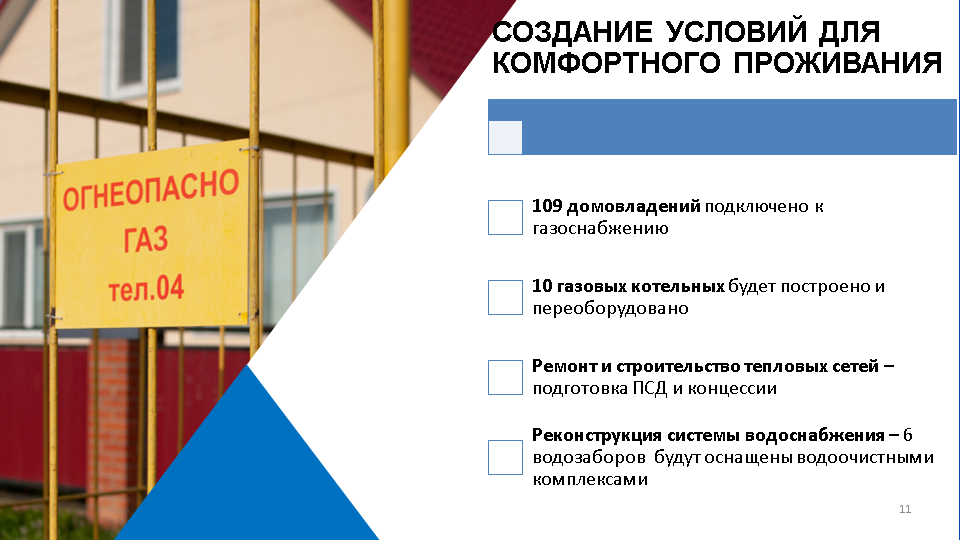 СОЗДАНИЕ УСЛОВИЙ ДЛЯ
КОМФОРТНОГО ПРОЖИВАНИЯ
ОГНЕОПАСНО
ГАЗ
тел.04
109 домовладений подключено к
газоснабжению
10 газовых котельных будет построено и
переоборудовано
Ремонт и строительство тепловых сетей –
подготовка ПСД и концессии
Реконструкция системы водоснабжения – 6
водозаборов будут оснащены водоочистными
комплексами
11